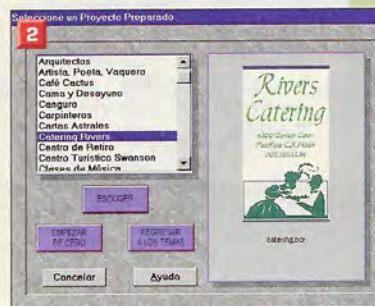 Seleccione un Proyecto Preparado
2
Arquitectos
Artista, Poeta, Vaquero
Café Cactus
Cama y Desayuno
Canguro
Carpinteros
Cartas Astrales
Catering Rivers
Centro de Retiro
Centro Turístico Swanson
Clases de Música
ESCOGER
EMPEZAR
DE CERO
REGRESAR
A LOS TEMAS
Cancelar
Ayuda
Rivers
Catering
catering.bcr